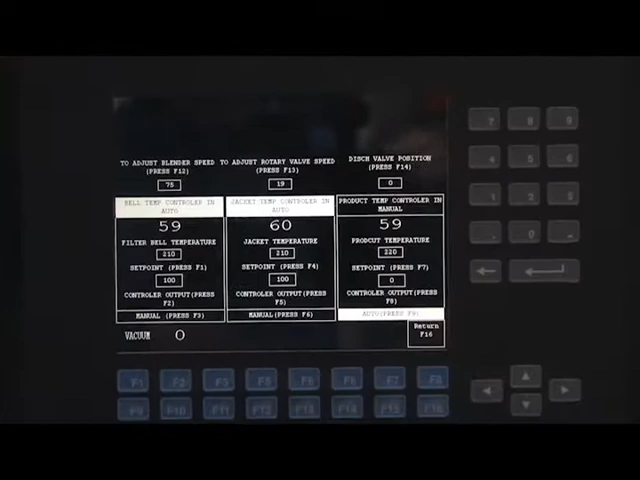 TO ADJUST BLENDER SPEED
(PRESS F12)
75
TO ADJUST ROTARY VALVE SPEED
(PRESS F13)
19
DISCH VALVE POSITION
(PRESS F14)
0
BELL TEMP CONTROLER IN
AUTO
59
FILTER BELL TEMPERATURE
210
SETPOINT (PRESS F1)
100
CONTROLER OUTPUT(PRESS
F2)
MANUAL (PRESS F3)
JACKET TEMP CONTROLER IN
AUTO
60
JACKET TEMPERATURE
210
SETPOINT (PRESS F4)
100
CONTROLER OUTPUT(PRESS
F5)
MANUAL(PRESS F6)
PRODUCT TEMP CONTROLER IN
MANUAL
59
PRODCUT TEMPERATURE
220
SETPOINT (PRESS F7)
0
CONTROLER OUTPUT(PRESS
F8)
AUTO(PRESS F9)
VACUUM 0
Return
F16
7 8 9
4 5 6
1 2 3
. 0 -
F1 F2 F3 F5 F6 F7 F8
F9 F10 F11 F12 F13 F14 F15 F16